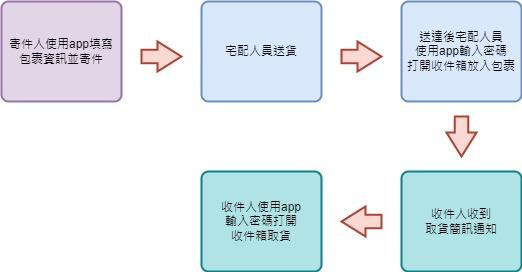 寄件人使用app填寫
包裹資訊並寄件
宅配人員送貨
送達後宅配人員
使用app輸入密碼
打開收件箱放入包裹
收件人收到
取貨簡訊通知
收件人使用app
輸入密碼打開
收件箱取貨